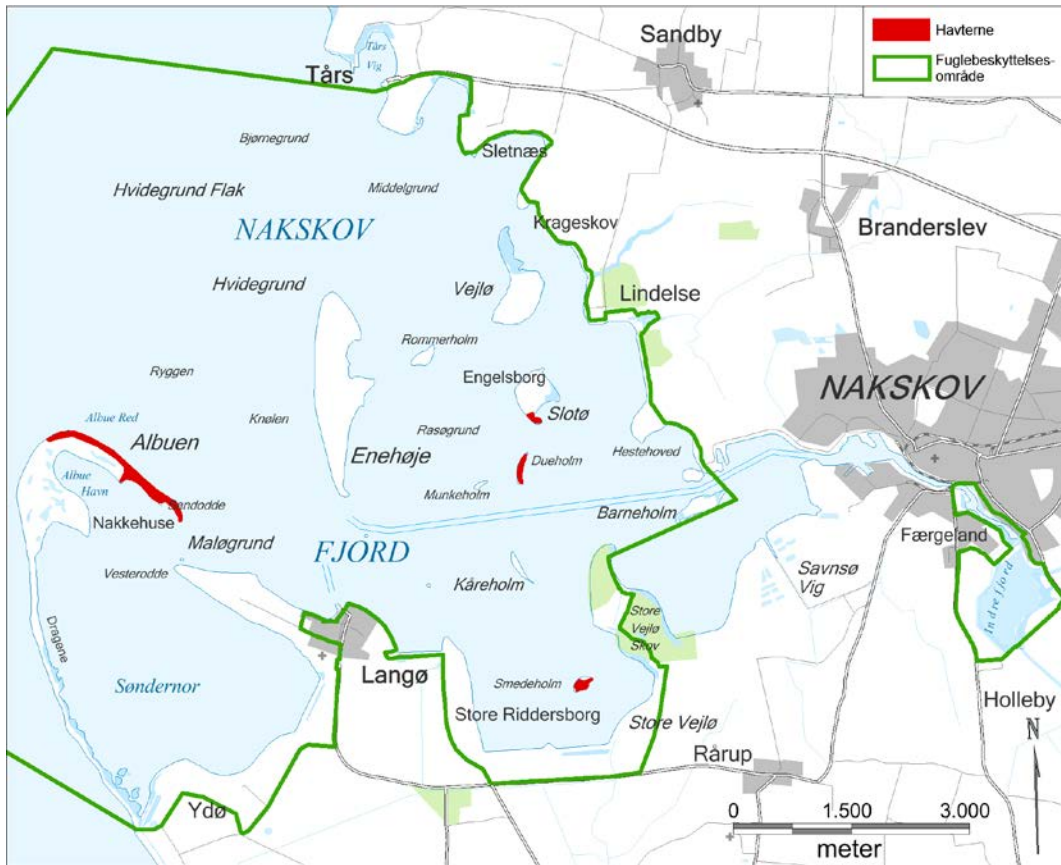 Havterne
Fuglebeskyttelses-
område
Sandby
Tårs
Vig
Tårs
Bjørnegrund
Sletnæs
Hvidegrund Flak
Middelgrund
Krageskov
NAKSKOV
Branderslev
Hvidegrund
Vejlø
Lindelse
Rommerholm
Ryggen
Engelsborg
NAKSKOV
Albue Red
Knølen
Slotø
Albuen
Rasøgrund
Enehøje
Dueholm
Hestehoved
Albue
Havn
Munkeholm
Sandodde
Nakkehuse
Barneholm
Maløgrund
FJORD
Færgeland
Vesterodde
Kåreholm
Savnsø
Vig
Indrefjord
Dragene
Store
Vejlø
Skov
Langø
Søndernor
Smedeholm
Holleby
Store Riddersborg
Store Vejlø
N
Rårup
Ydø
0 1.500 3.000
meter